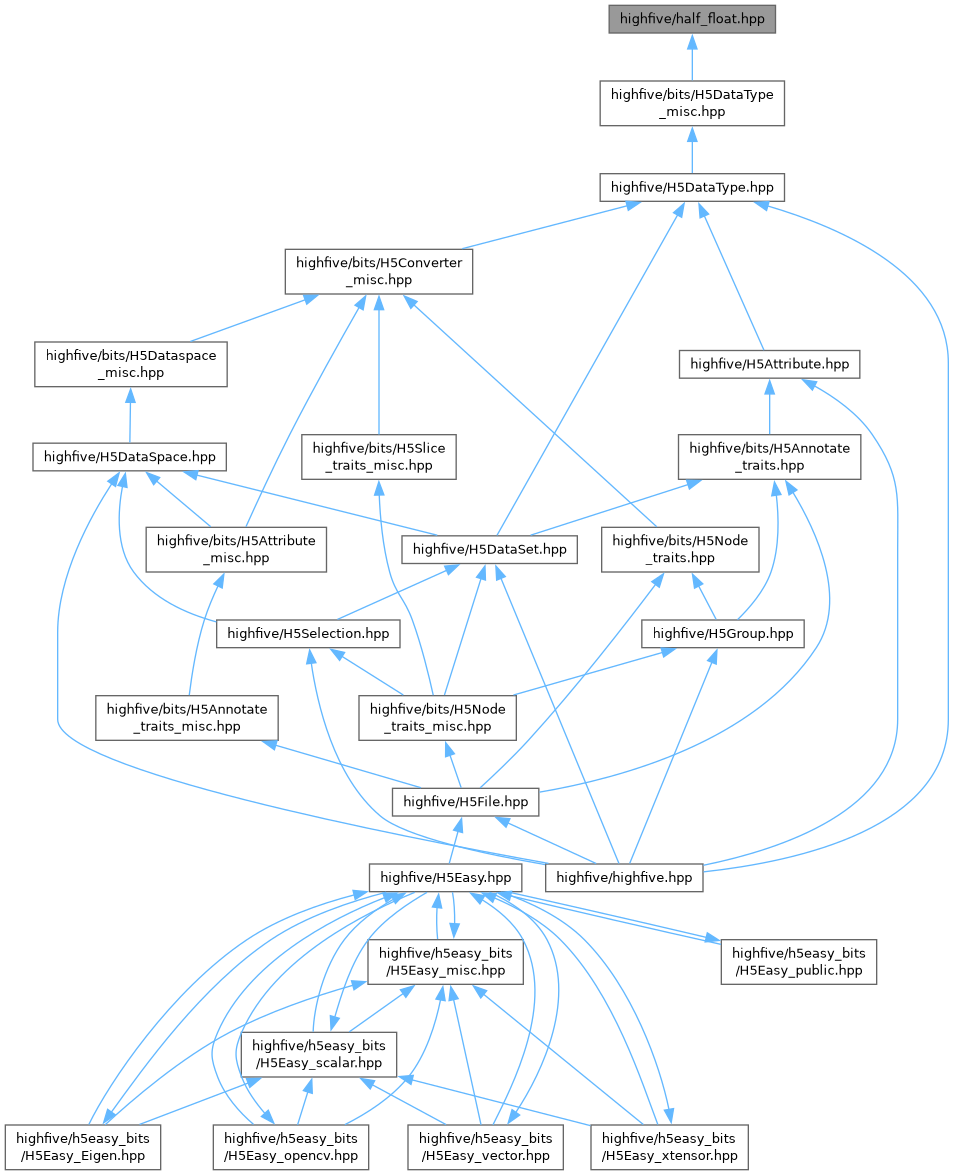 highfive/half_float.hpp
highfive/bits/H5DataType
_misc.hpp
highfive/H5DataType.hpp
highfive/bits/H5Converter
_misc.hpp
highfive/bits/H5Dataspace
_misc.hpp
highfive/H5Attribute.hpp
highfive/H5DataSpace.hpp
highfive/bits/H5Slice
_traits_misc.hpp
highfive/bits/H5Annotate
_traits.hpp
highfive/bits/H5Attribute
_misc.hpp
highfive/H5DataSet.hpp
highfive/bits/H5Node
_traits.hpp
highfive/H5Selection.hpp
highfive/H5Group.hpp
highfive/bits/H5Annotate
_traits_misc.hpp
highfive/bits/H5Node
_traits_misc.hpp
highfive/H5File.hpp
highfive/H5Easy.hpp
highfive/highfive.hpp
highfive/h5easy_bits
/H5Easy_misc.hpp
highfive/h5easy_bits
/H5Easy_public.hpp
highfive/h5easy_bits
/H5Easy_scalar.hpp
highfive/h5easy_bits
/H5Easy_Eigen.hpp
highfive/h5easy_bits
/H5Easy_opencv.hpp
highfive/h5easy_bits
/H5Easy_vector.hpp
highfive/h5easy_bits
/H5Easy_xtensor.hpp